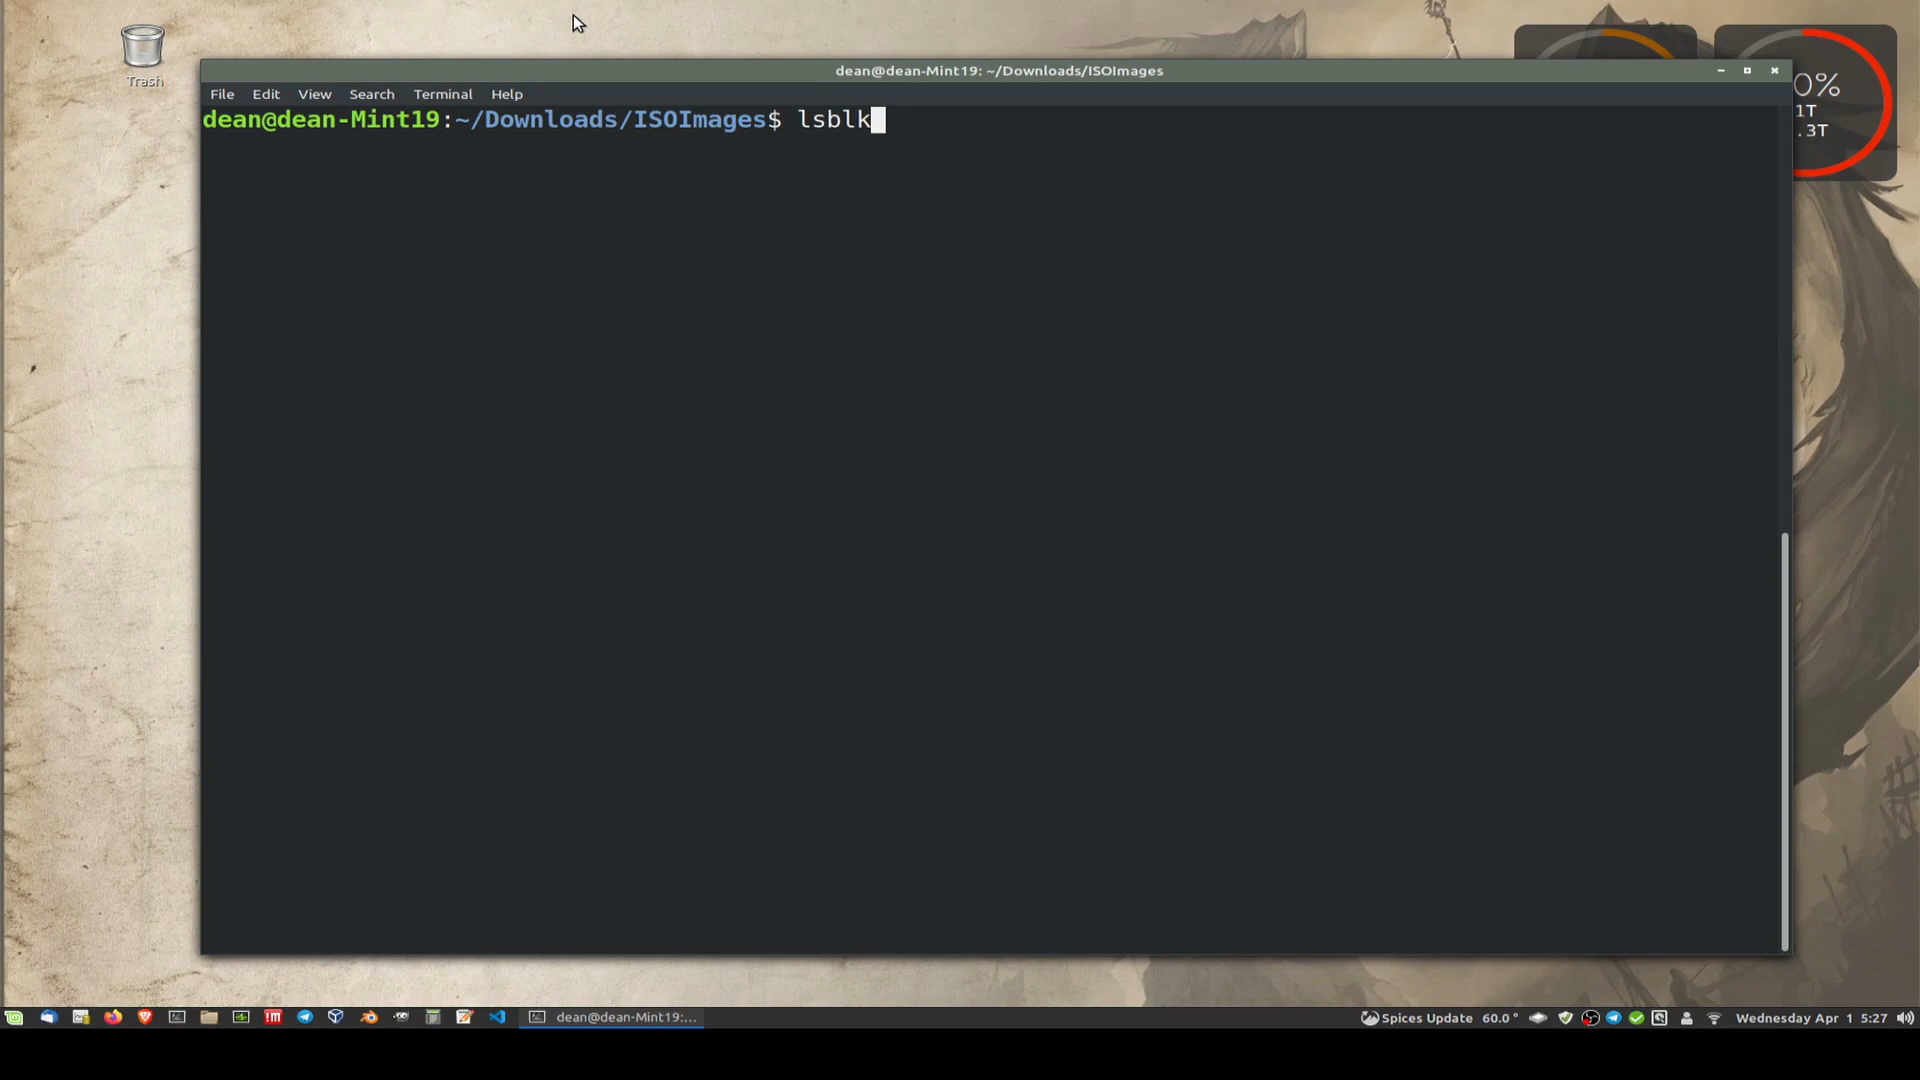 Trash
dean@dean-Mint19: ~/Downloads/ISOImages
File Edit View Search Terminal Help
dean@dean-Mint19:~/Downloads/ISOImages$ lsblk
0%
1T
.3T
dean@dean-Mint19:...
Spices Update 60.0° Wednesday Apr 1 5:27